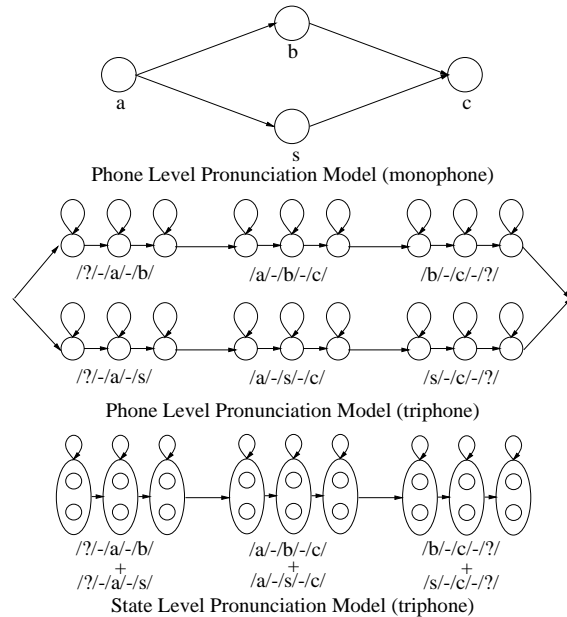 b
a
c
s
Phone Level Pronunciation Model (monophone)
/?/-/a/-/b/ /a/-/b/-/c/ /b/-/c/-/?/
/?/-/a/-/s/ /a/-/s/-/c/ /s/-/c/-/?/
Phone Level Pronunciation Model (triphone)
/?/-/a/-/b/ /a/-/b/-/c/ /b/-/c/-/?/
+ + +
/?/-/a/-/s/ /a/-/s/-/c/ /s/-/c/-/?/
State Level Pronunciation Model (triphone)